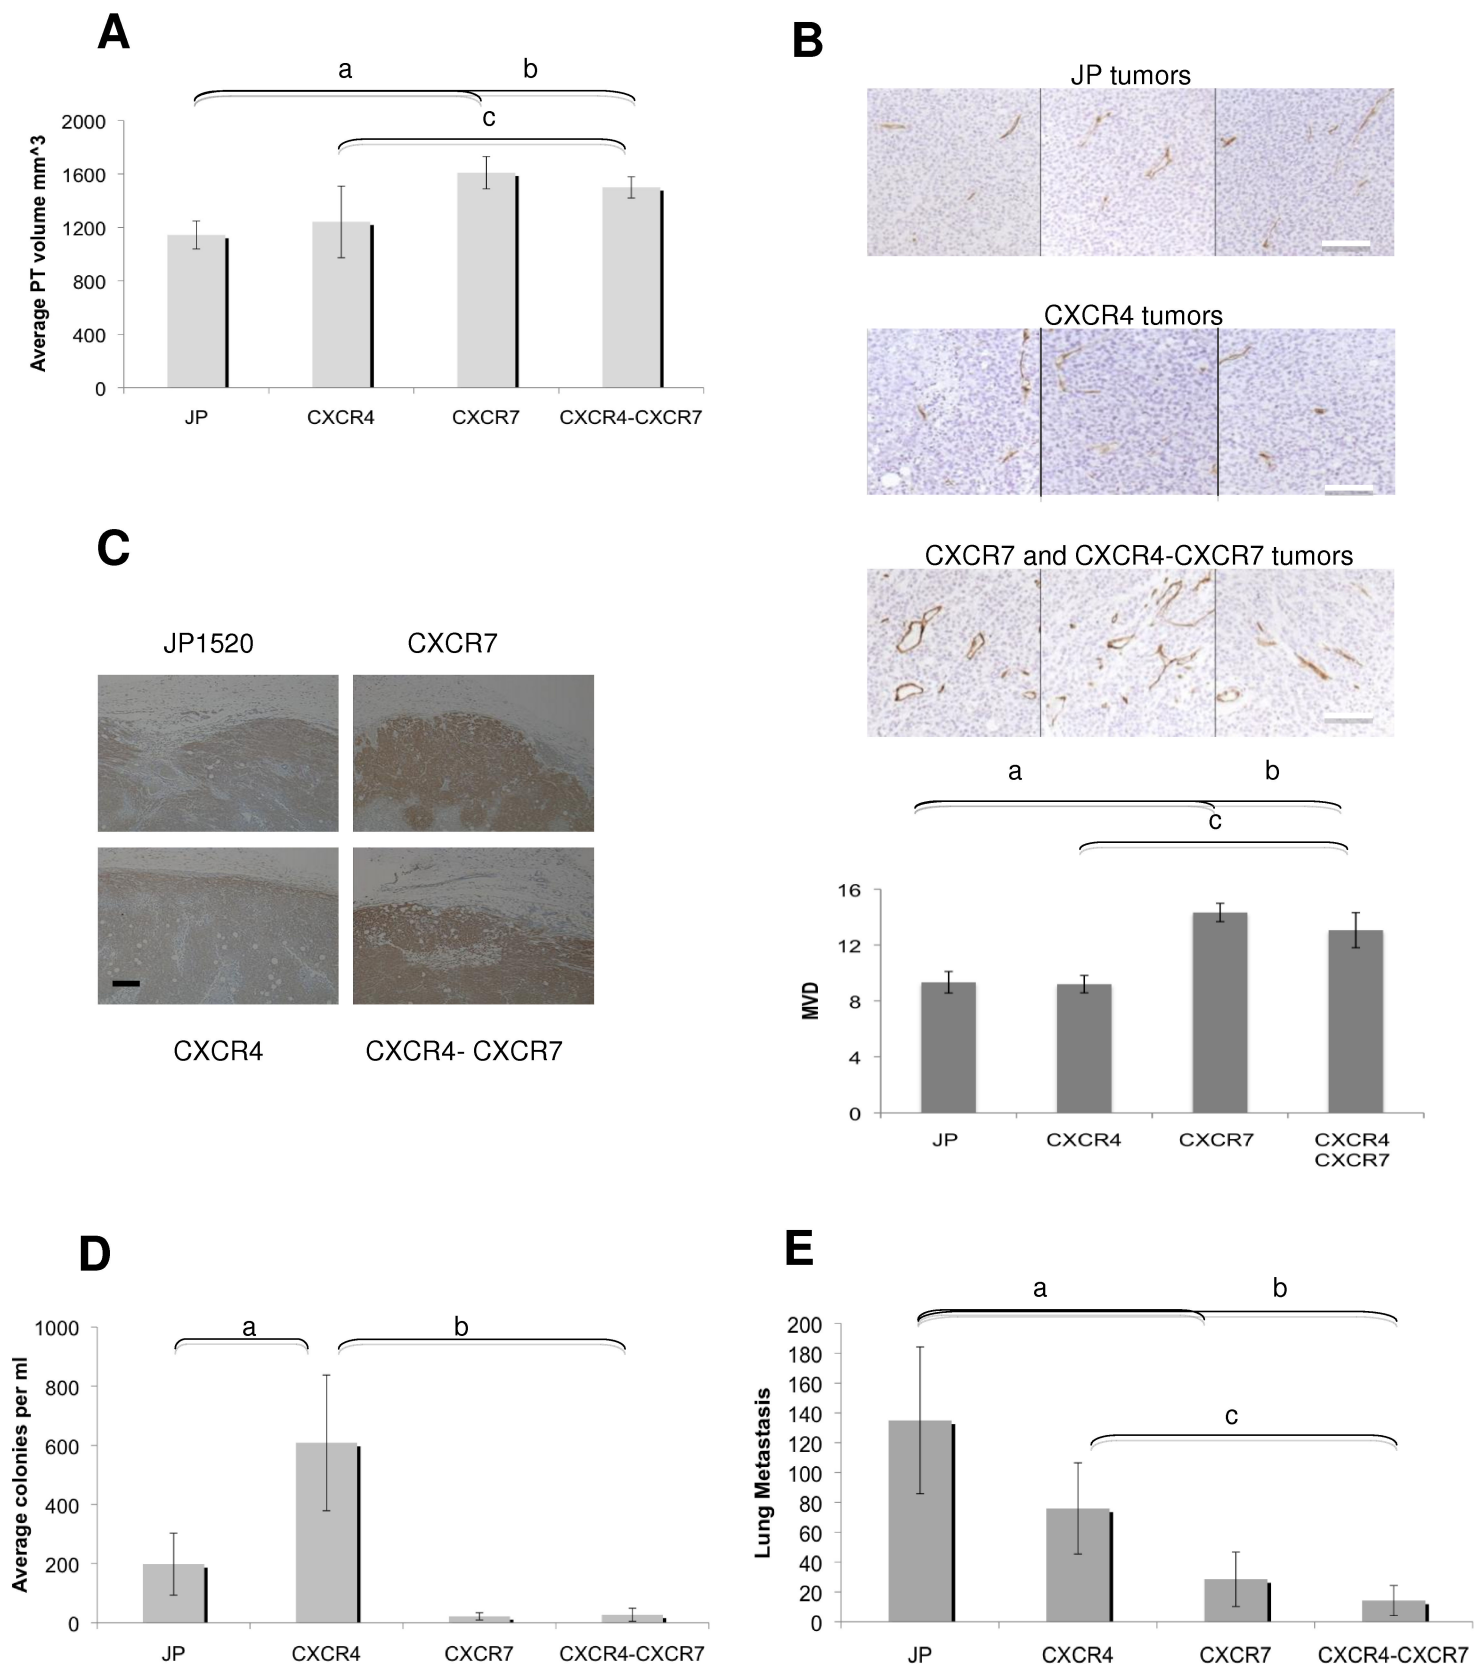 A
a b
c
Average PT volume mm^3
2000
1600
1200
800
400
0
JP CXCR4 CXCR7 CXCR4-CXCR7
B
JP tumors
CXCR4 tumors
CXCR7 and CXCR4-CXCR7 tumors
a b
c
MVD
16
12
8
4
0
JP CXCR4 CXCR7 CXCR4
CXCR7
C
JP1520 CXCR7
CXCR4 CXCR4- CXCR7
D
a b
Average colonies per ml
1000
800
600
400
200
0
JP CXCR4 CXCR7 CXCR4-CXCR7
E
a b
c
Lung Metastasis
200
180
160
140
120
100
80
60
40
20
0
JP CXCR4 CXCR7 CXCR4-CXCR7